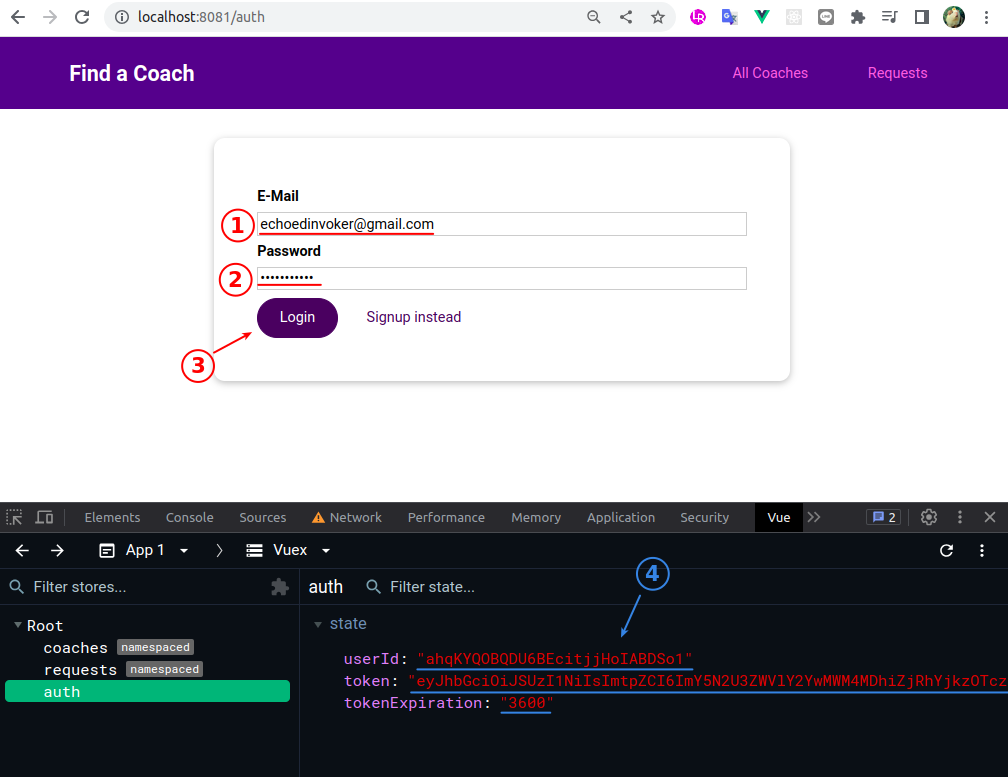 localhost:8081/auth
Find a Coach
All Coaches
Requests
E-Mail
1
echoedinvoker@gmail.com
Password
2
•••••••••••
Login
Signup instead
3
Elements
Console
Sources
Network
Performance
Memory
Application
Security
Vue
2
App 1
Vuex
Filter stores...
auth
Filter state...
4
Root
state
coaches namespaced
userId: "ahqKYQOBQDU6BEcitjjHoIABDSo1"
requests namespaced
token: "eyJhbGciOiJSUzI1NiIsImtpZCI6ImY5N2U3ZWVlY2YwMWM4MDhiZjRhYjkzOTcz
auth
tokenExpiration: "3600"